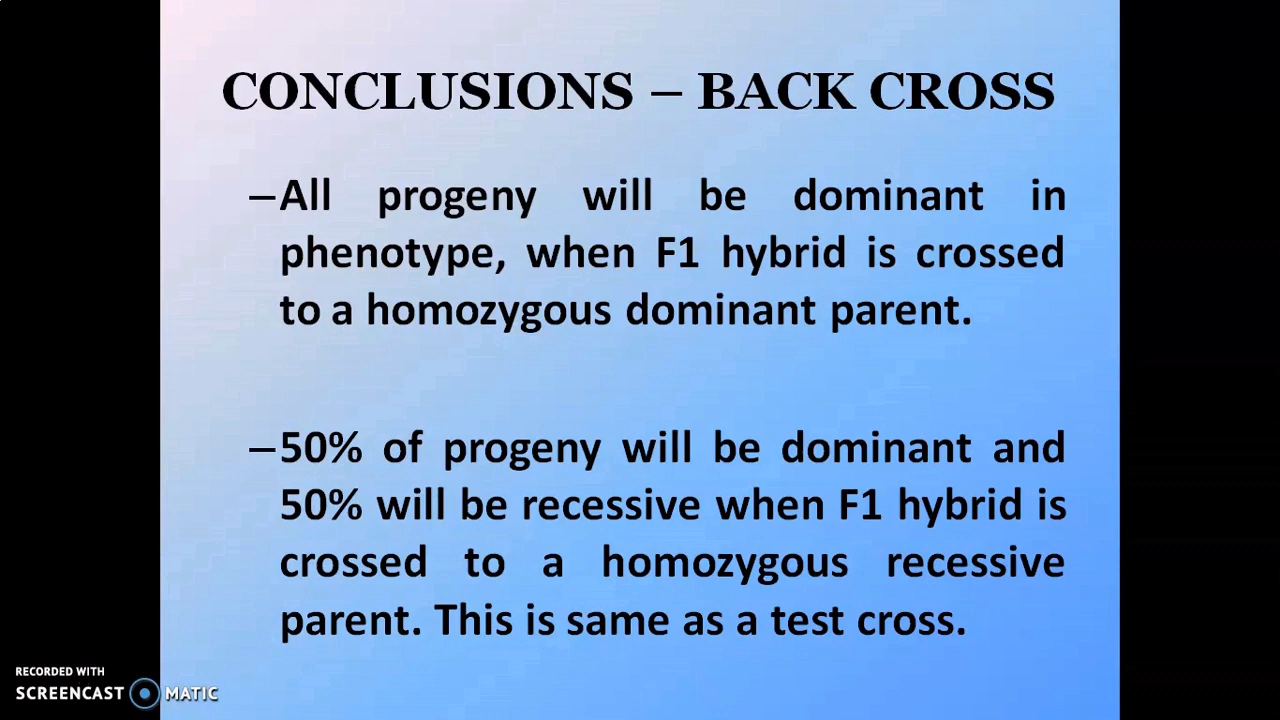 CONCLUSIONS – BACK CROSS
–All progeny will be dominant in
phenotype, when F1 hybrid is crossed
to a homozygous dominant parent.
–50% of progeny will be dominant and
50% will be recessive when F1 hybrid is
crossed to a homozygous recessive
parent. This is same as a test cross.
RECORDED WITH
SCREENCAST MATIC